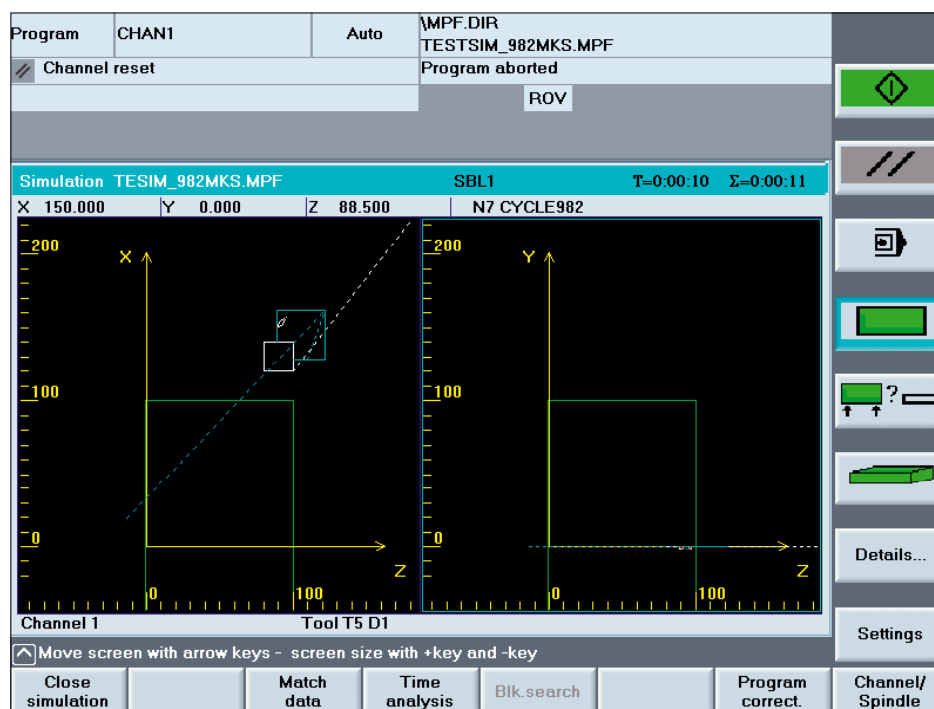 Program CHAN1 Auto \MPF.DIR
TESTSIM_982MKS.MPF
Channel reset Program aborted
ROV
Simulation TESIM_982MKS.MPF SBL1 T=0:00:10 Σ=0:00:11
X 150.000 Y 0.000 Z 88.500 N7 CYCLE982
200 X 200 Y
100 100
?
0 0
Z Z
0 100 0 100
Channel 1 Tool T5 D1
Details...
Settings
Move screen with arrow keys - screen size with +key and -key
Close simulation
Match data
Time analysis
Blk.search
Program correct.
Channel/ Spindle